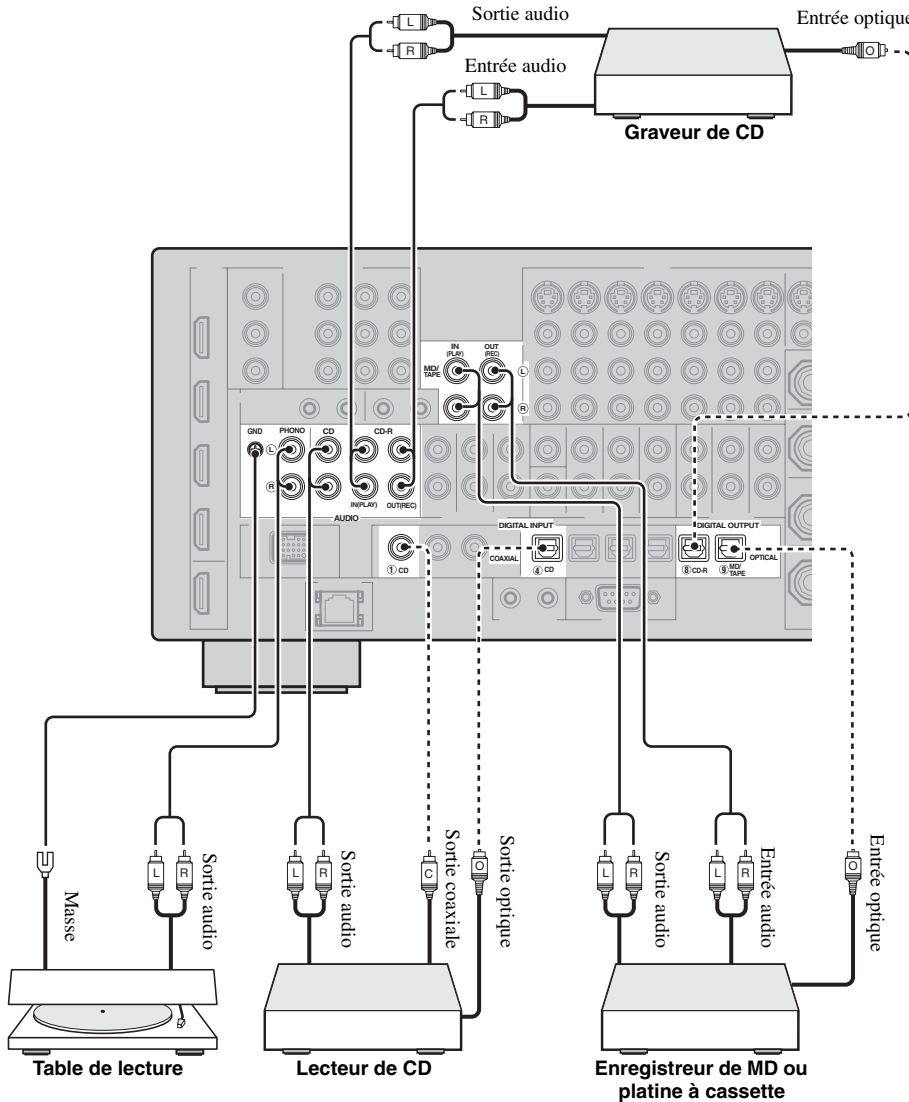 Sortie audio
Entrée optique
L
R
O
Entrée audio
L
R
Graveur de CD
IN
(PLAY)
OUT
(REC)
MD/
TAPE
L
R
GND
PHONO
CD
CD-R
L
R
IN(PLAY)
OUT(REC)
AUDIO
DIGITAL INPUT
DIGITAL OUTPUT
COAXIAL
OPTICAL
① CD
④ CD
⑧ CD-R
⑨ MD/
TAPE
Masse
L
R
Sortie audio
L
R
Sortie audio
C
Sortie coaxiale
O
Sortie optique
L
R
Sortie audio
L
R
Entrée audio
O
Entrée optique
Table de lecture
Lecteur de CD
Enregistreur de MD ou
platine à cassette